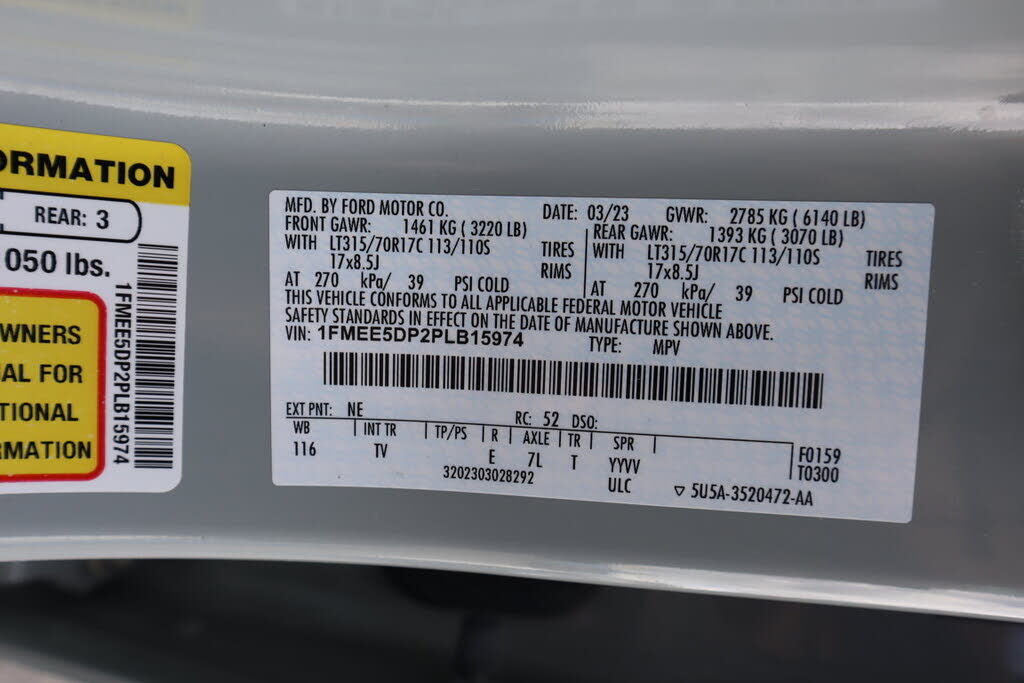 ORMATION
REAR: 3
050 lbs.
WNERS
AL FOR
TIONAL
MATION
1FMEE5DP2PLB15974
MFD. BY FORD MOTOR CO. DATE: 03/23 GVWR: 2785 KG ( 6140 LB)
FRONT GAWR: 1461 KG ( 3220 LB) REAR GAWR: 1393 KG ( 3070 LB)
WITH LT315/70R17C 113/110S TIRES WITH LT315/70R17C 113/110S TIRES
17x8.5J RIMS 17x8.5J RIMS
AT 270 kPa/ 39 PSI COLD AT 270 kPa/ 39 PSI COLD
THIS VEHICLE CONFORMS TO ALL APPLICABLE FEDERAL MOTOR VEHICLE
SAFETY STANDARDS IN EFFECT ON THE DATE OF MANUFACTURE SHOWN ABOVE.
VIN: 1FMEE5DP2PLB15974 TYPE: MPV
EXT PNT: NE RC: 52 DSO:
WB INT TR TP/PS R AXLE TR SPR
116 TV E 7L T YYVV
F0159
T0300
3202303028292 ULC ▽ 5U5A-3520472-AA